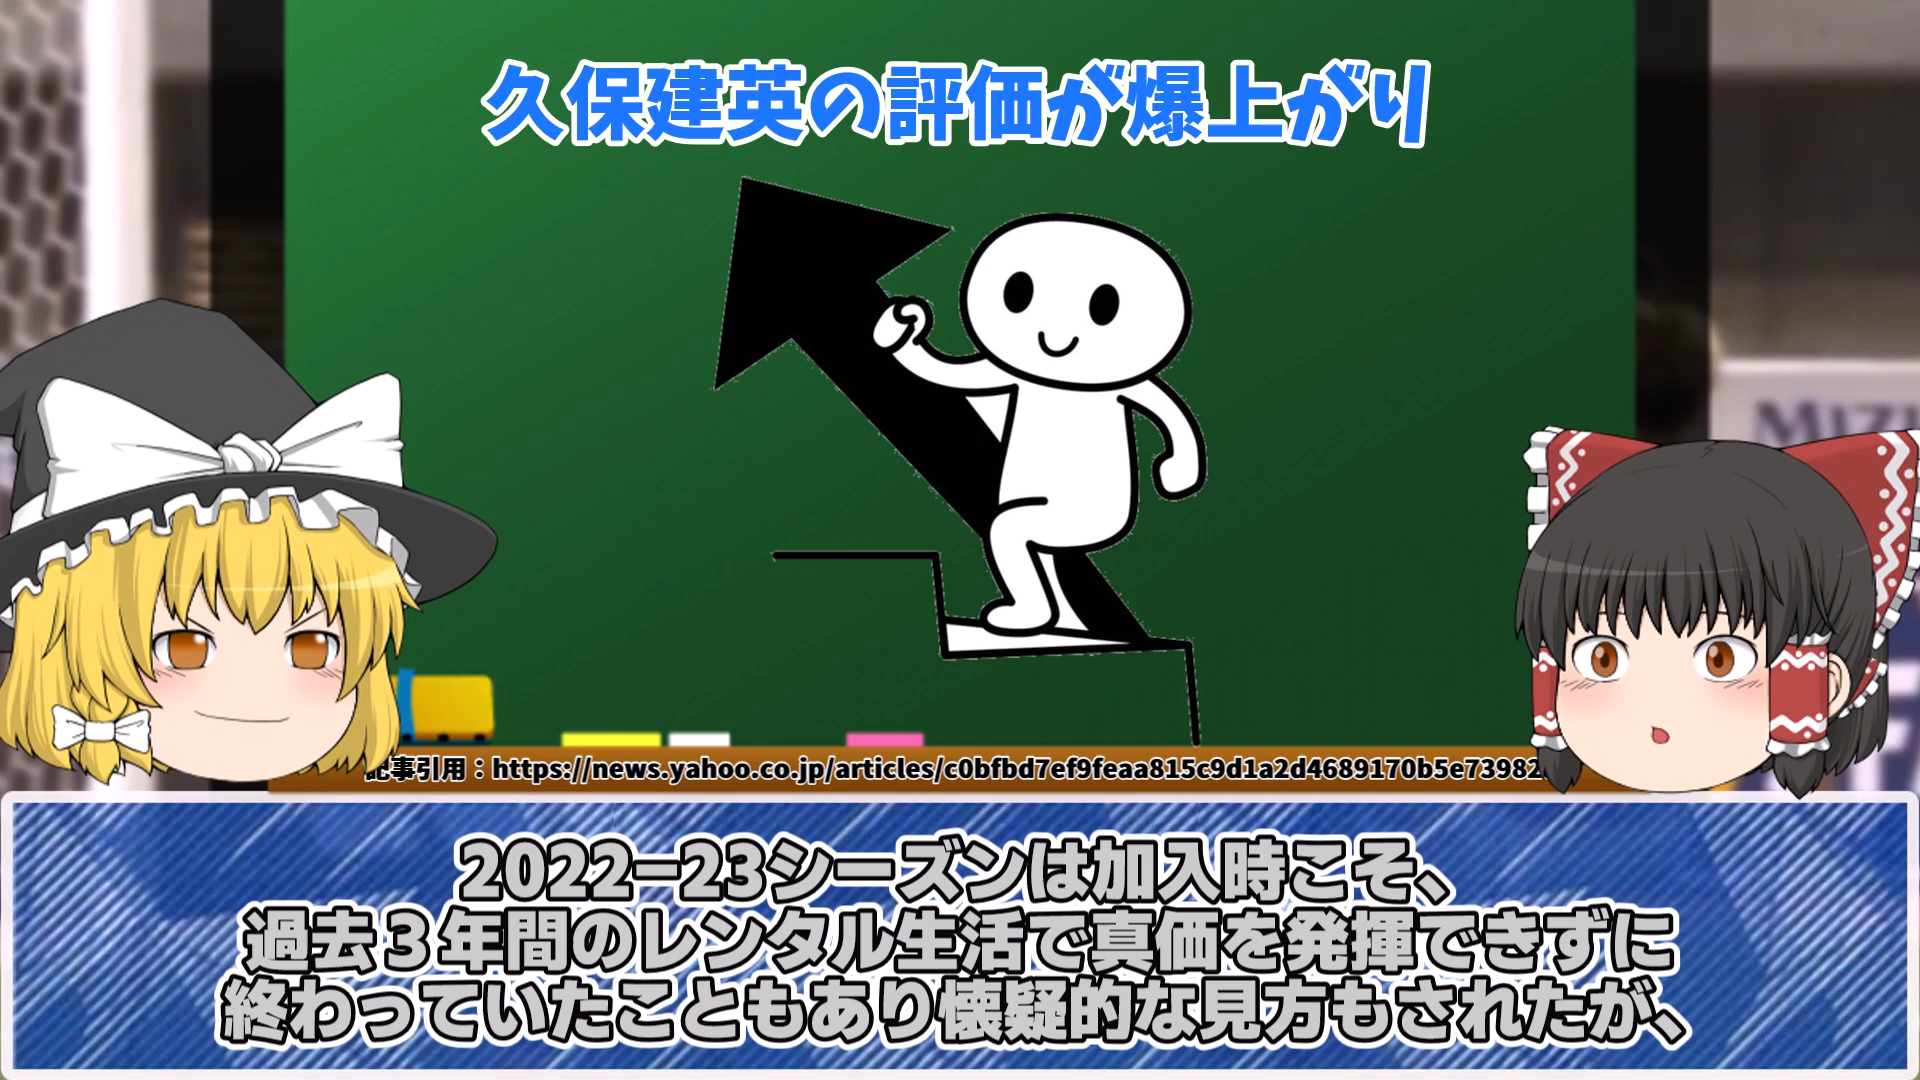 久保建英の評価が爆上がり
MIZU
記事引用：https://news.yahoo.co.jp/articles/c0bfbd7ef9feaa815c9d1a2d4689170b5e73982
2022−23シーズンは加入時こそ、
過去３年間のレンタル生活で真価を発揮できずに
終わっていたこともあり懐疑的な見方もされたが、